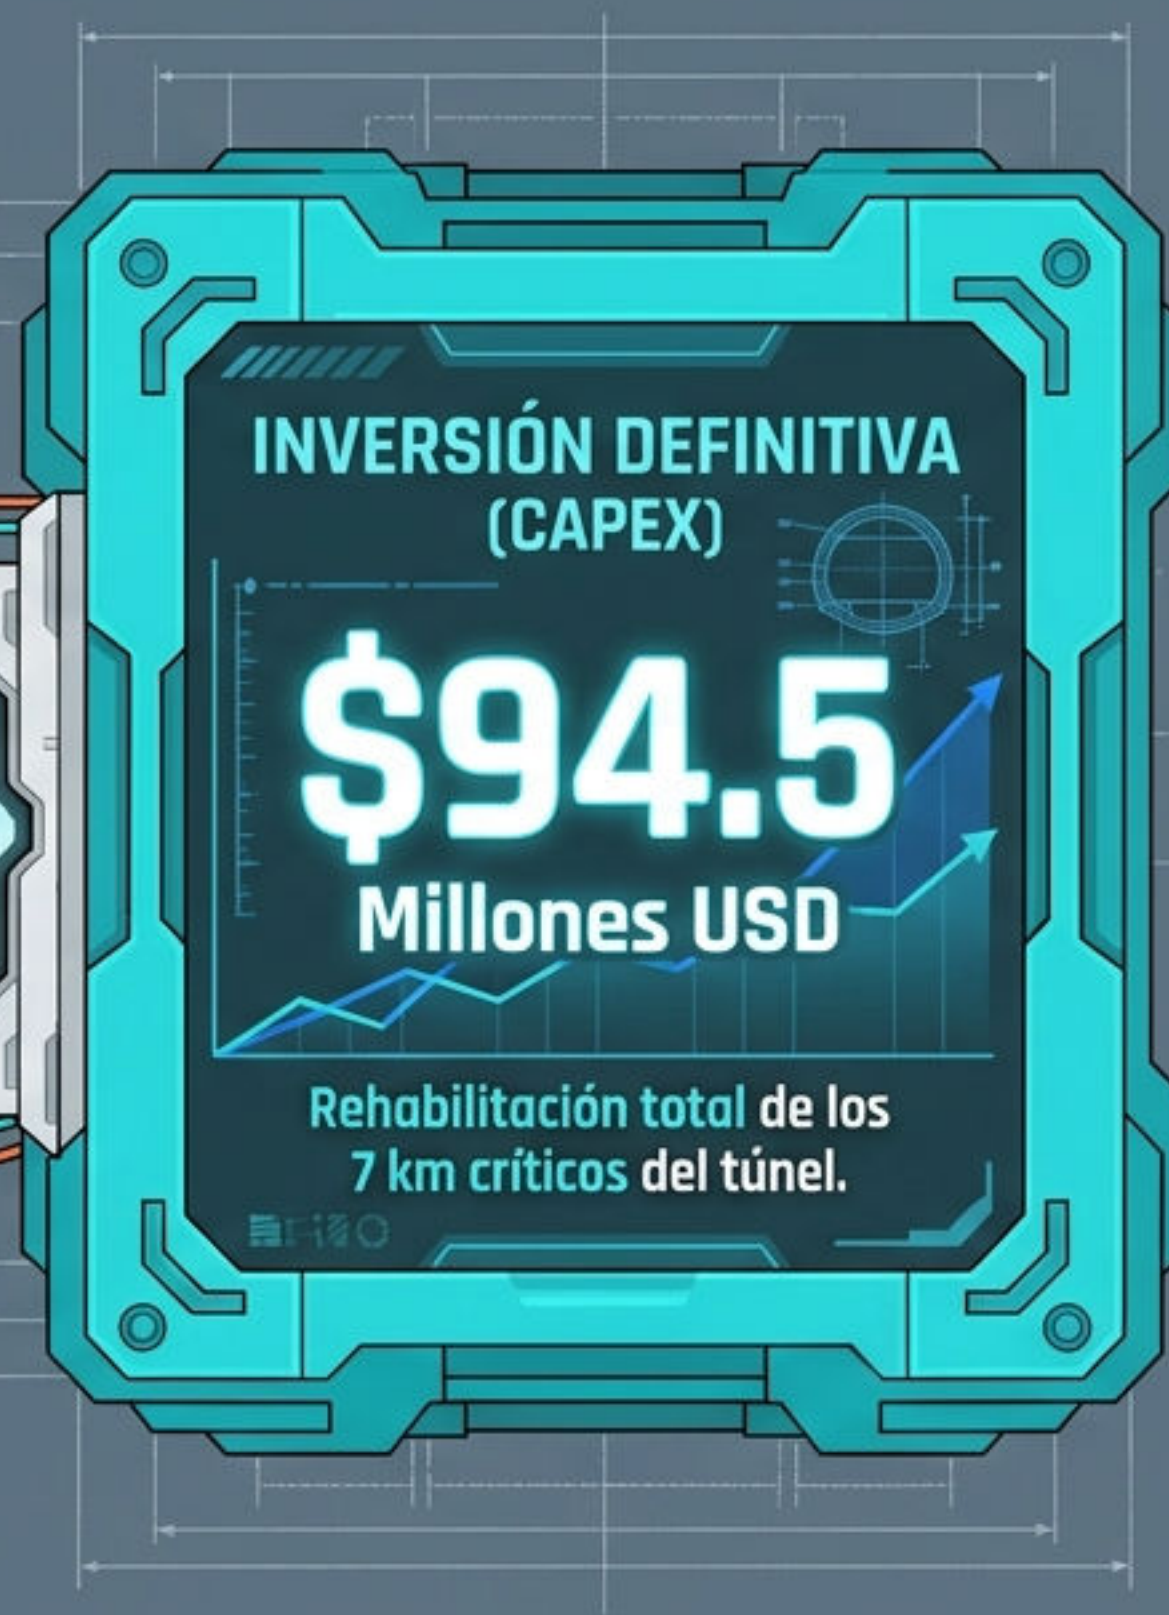 INVERSIÓN DEFINITIVA
(CAPEX)
$94.5
Millones USD
Rehabilitación total de los
7 km críticos del túnel.